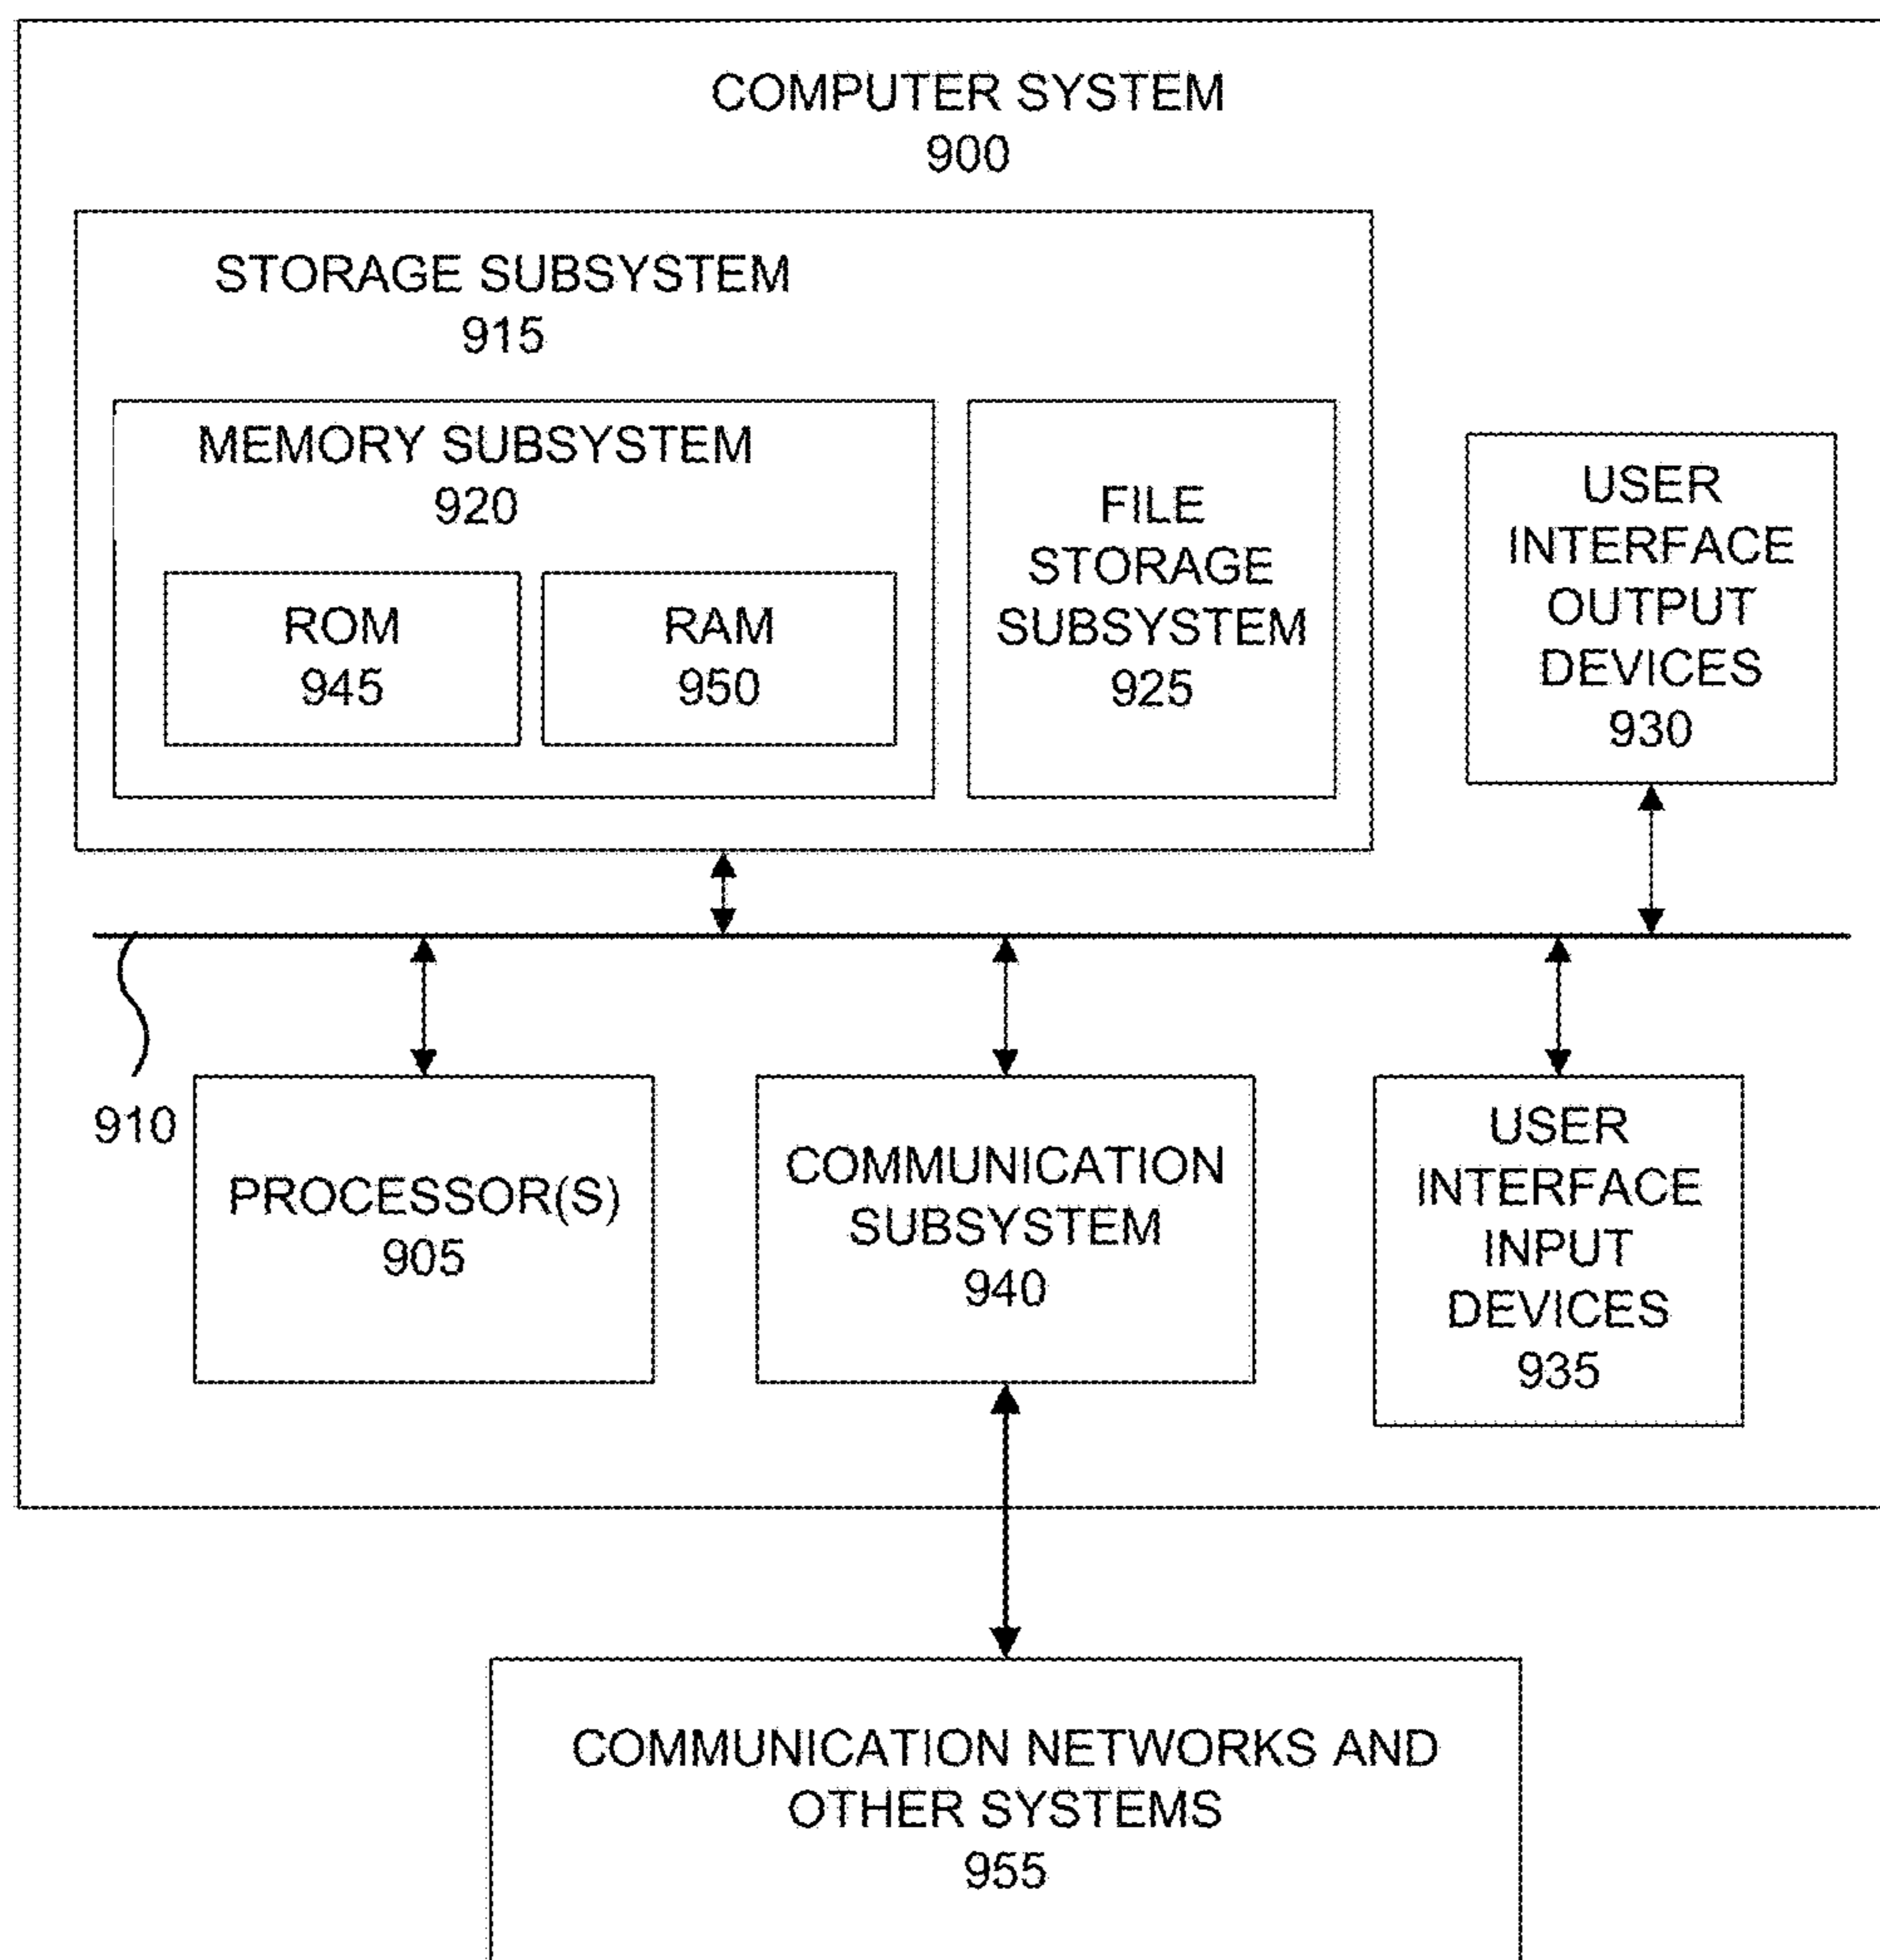 COMPUTER SYSTEM
900
STORAGE SUBSYSTEM
915
MEMORY SUBSYSTEM
920
ROM
945
RAM
950
FILE
STORAGE
SUBSYSTEM
925
USER
INTERFACE
OUTPUT
DEVICES
930
910
PROCESSOR(S)
905
COMMUNICATION
SUBSYSTEM
940
USER
INTERFACE
INPUT
DEVICES
935
COMMUNICATION NETWORKS AND
OTHER SYSTEMS
955